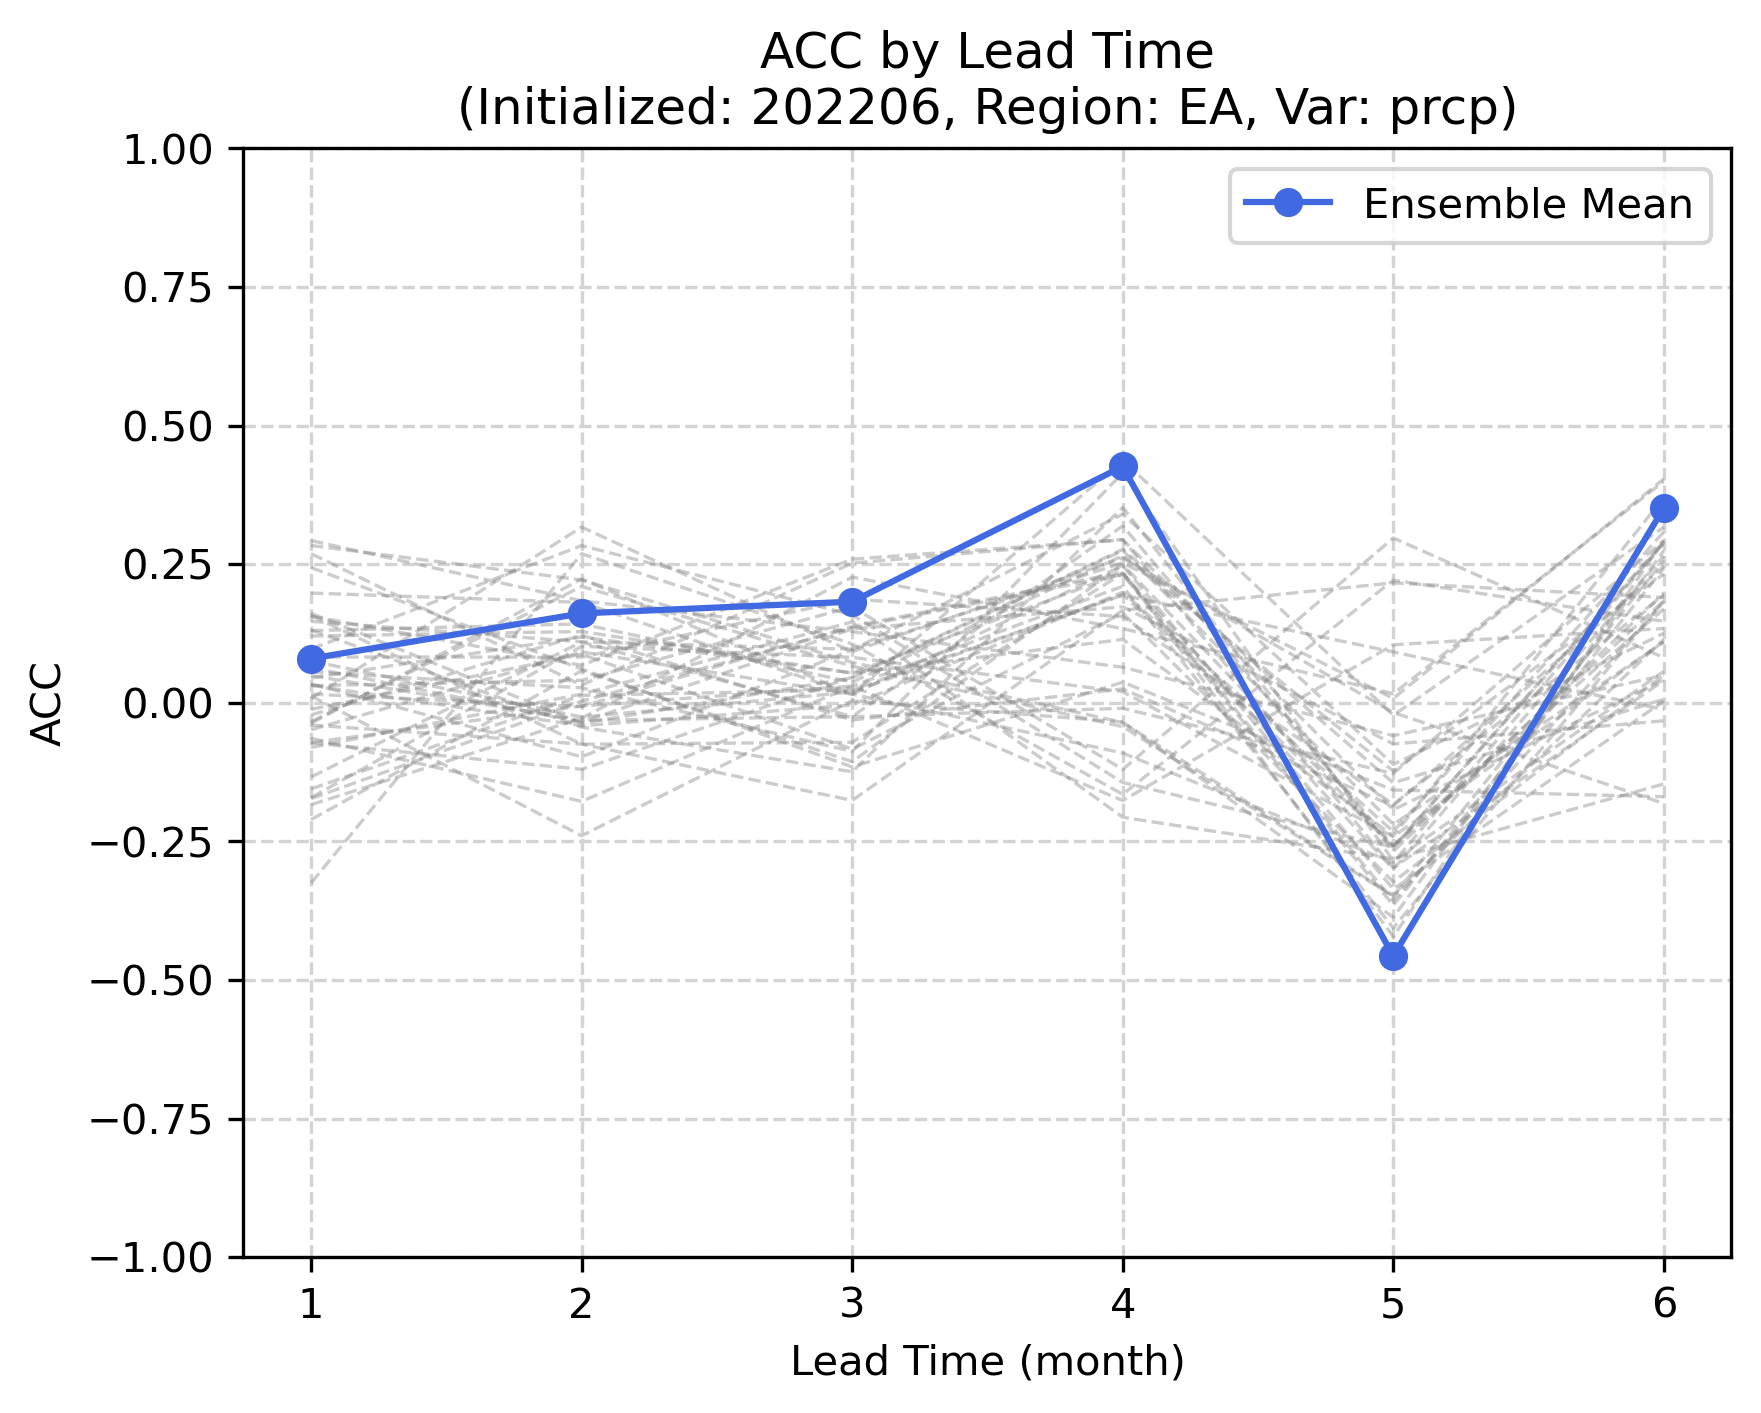 ACC by Lead Time
(Initialized: 202206, Region: EA, Var: prcp)
Ensemble Mean
1.00
0.75
0.50
0.25
0.00
−0.25
−0.50
−0.75
−1.00
ACC
1 2 3 4 5 6
Lead Time (month)